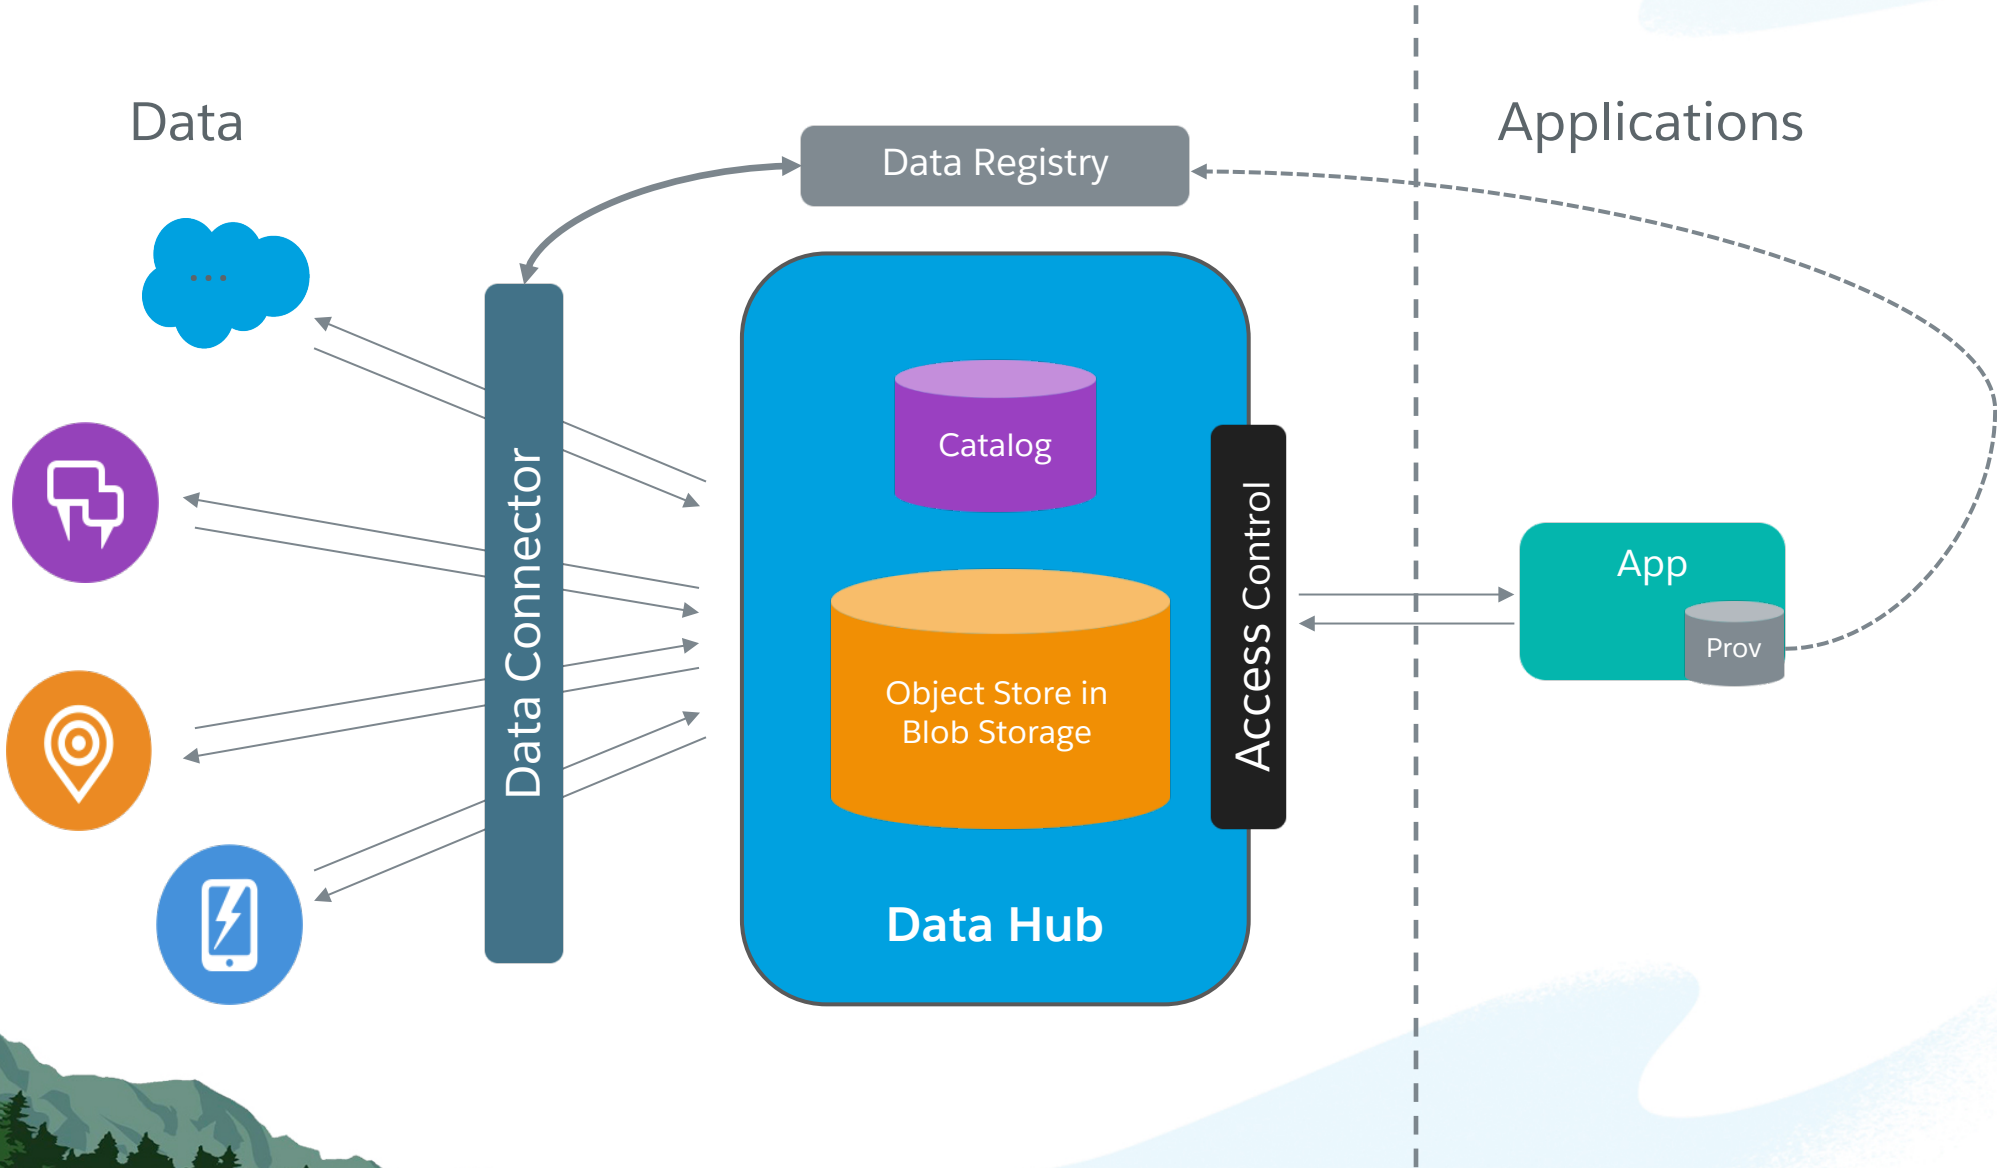 Data
Applications
Data Registry
...
Data Connector
Catalog
Object Store in
Blob Storage
Data Hub
Access Control
App
Prov